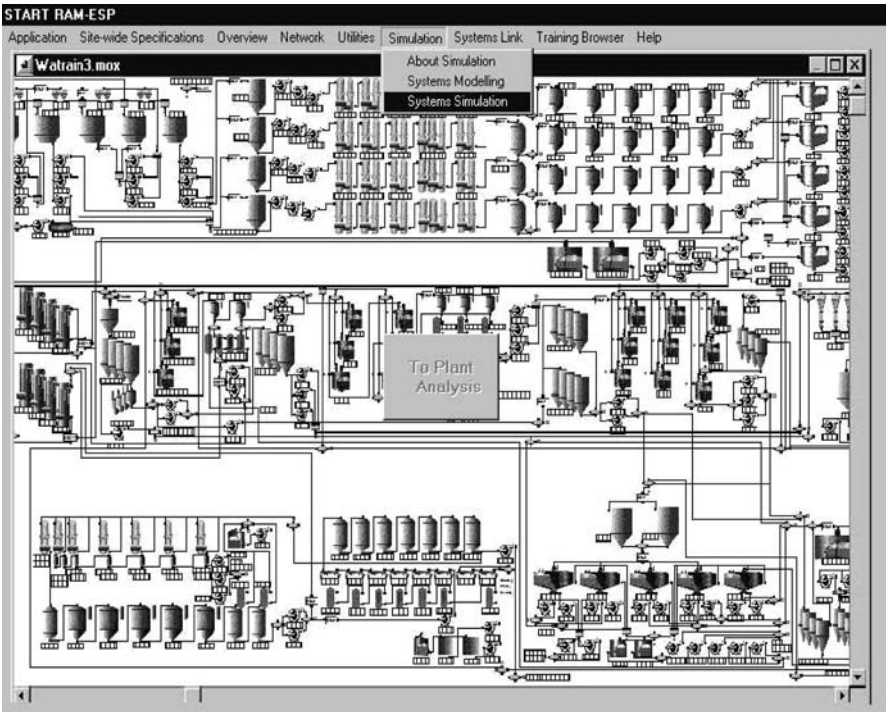 START RAM-ESP
Application Site-wide Specifications Overview Network Utilities Simulation Systems Link Training Browser Help
Watrain3.mox
About Simulation
Systems Modelling
Systems Simulation
To Plant
Analysis